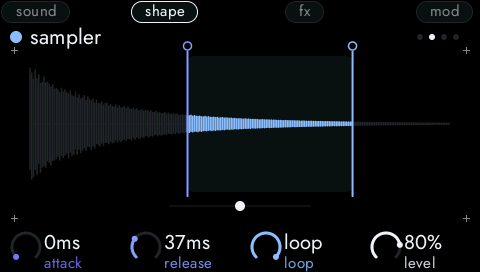 sound shape fx mod
sampler
0ms 37ms loop 80%
attack release loop level